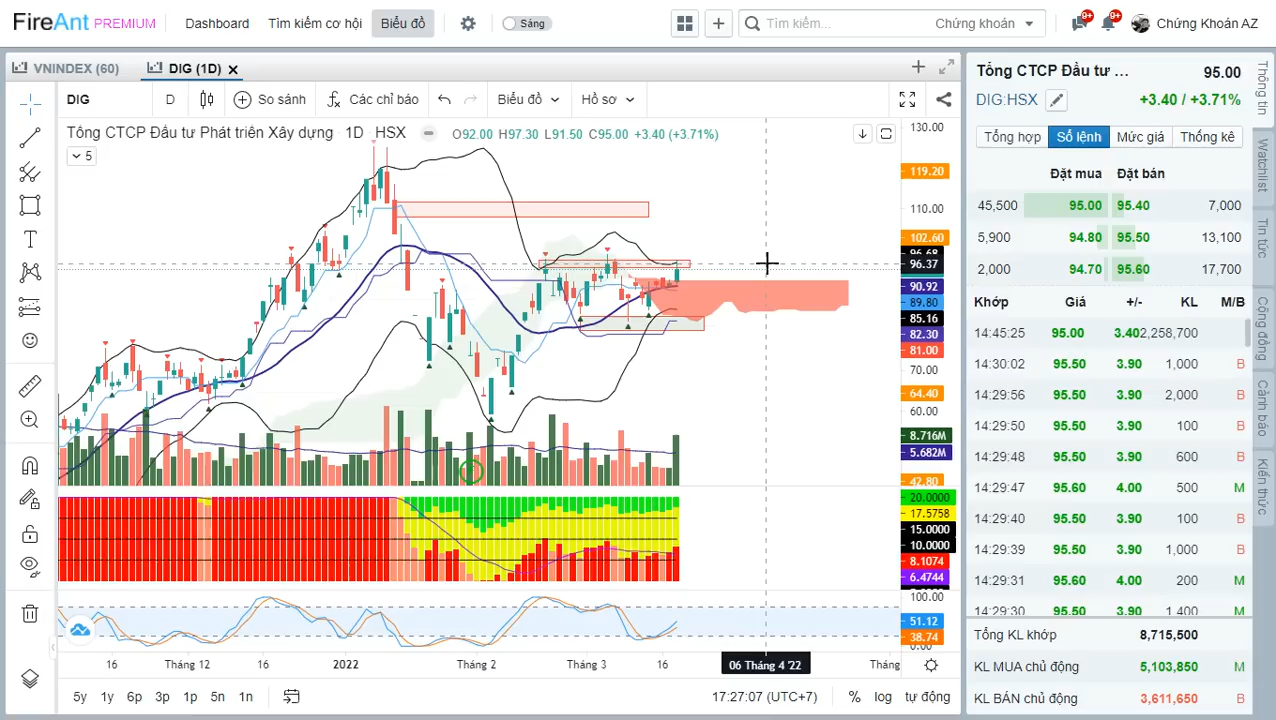 FireAnt PREMIUM
Dashboard
Tìm kiếm cơ hội
Biểu đồ
Sáng
Tìm kiếm...
Chứng khoán
9+
9+
Chứng Khoán AZ
VNINDEX (60)
DIG (1D)
DIG
D
So sánh
Các chỉ báo
Biểu đồ
Hồ sơ
Tổng CTCP Đầu tư Phát triển Xây dựng 1D HSX
O92.00 H97.30 L91.50 C95.00 +3.40 (+3.71%)
5
130.00
119.20
110.00
102.60
96.37
90.92
89.80
85.16
82.30
81.00
70.00
64.40
60.00
8.716M
5.682M
42.80
20.0000
17.5758
15.0000
10.0000
8.1074
6.4744
100.00
51.12
38.74
0.00
16
Tháng 12
16
2022
Tháng 2
Tháng 3
16
06 Tháng 4 '22
Tháng
5y
1y
6p
3p
1p
5n
1n
17:27:07 (UTC+7)
%
log
tự động
Tổng CTCP Đầu tư ...
95.00
DIG:HSX
+3.40 / +3.71%
Tổng hợp
Sổ lệnh
Mức giá
Thống kê
Đặt mua Đặt bán
45,500 95.00 95.40 7,000
5,900 94.80 95.50 13,100
2,000 94.70 95.60 17,700
Khớp Giá +/- KL M/B
14:45:25 95.00 3.40 2,258,700
14:30:02 95.50 3.90 1,000 B
14:29:56 95.50 3.90 2,000 B
14:29:50 95.50 3.90 100 B
14:29:48 95.50 3.90 600 B
14:29:47 95.60 4.00 500 M
14:29:40 95.50 3.90 100 B
14:29:39 95.50 3.90 1,000 B
14:29:31 95.60 4.00 200 M
14:29:30 95.50 3.90 1,400 M
Tổng KL khớp 8,715,500
KL MUA chủ động 5,103,850 M
KL BÁN chủ động 3,611,650 B
Thông tin
Watchlist
Tin tức
Cộng đồng
Cảnh báo
Kiến thức